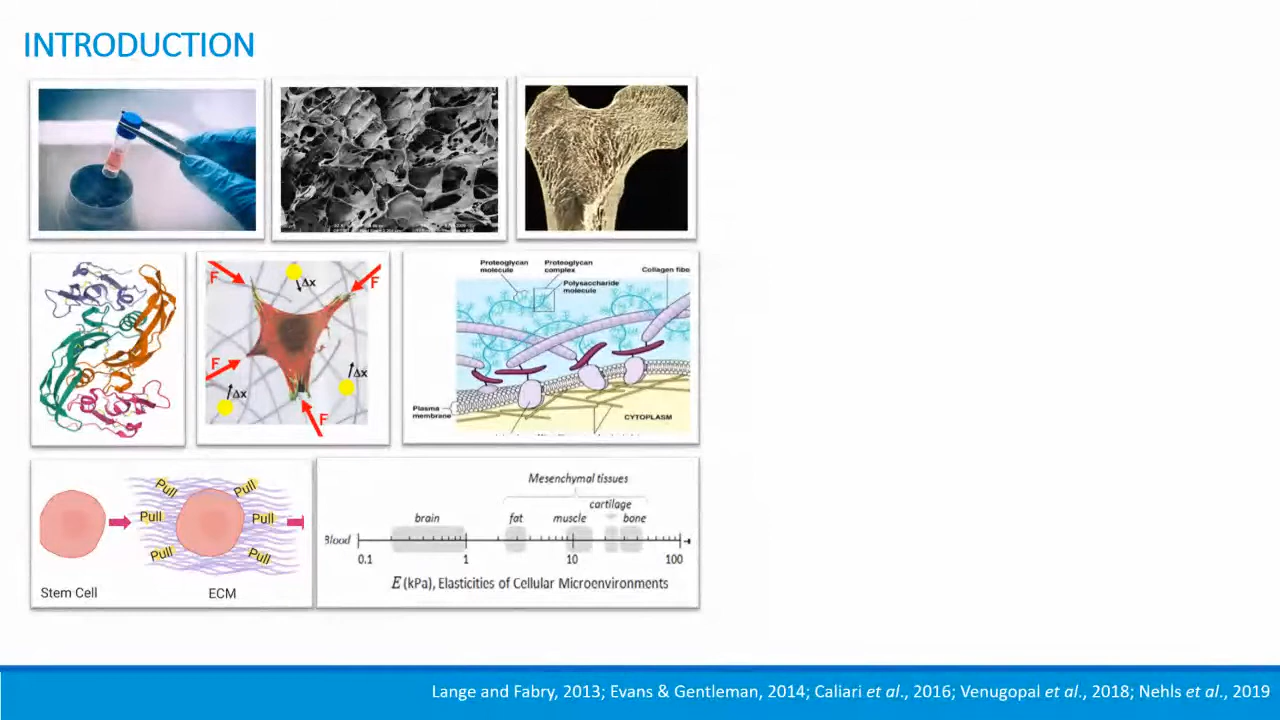 INTRODUCTION
F
F
F
F
Δx
Δx
Δx
Proteoglycan
molecule
Proteoglycan
complex
Polysaccharide
molecule
Collagen fibe
Plasma
membrane
CYTOPLASM
Stem Cell
Pull
Pull
Pull
Pull
Pull
Pull
ECM
Mesenchymal tissues
cartilage
brain
fat
muscle
bone
Blood
0.1
1
10
100
E (kPa), Elasticities of Cellular Microenvironments
Lange and Fabry, 2013; Evans & Gentleman, 2014; Caliari et al., 2016; Venugopal et al., 2018; Nehls et al., 2019